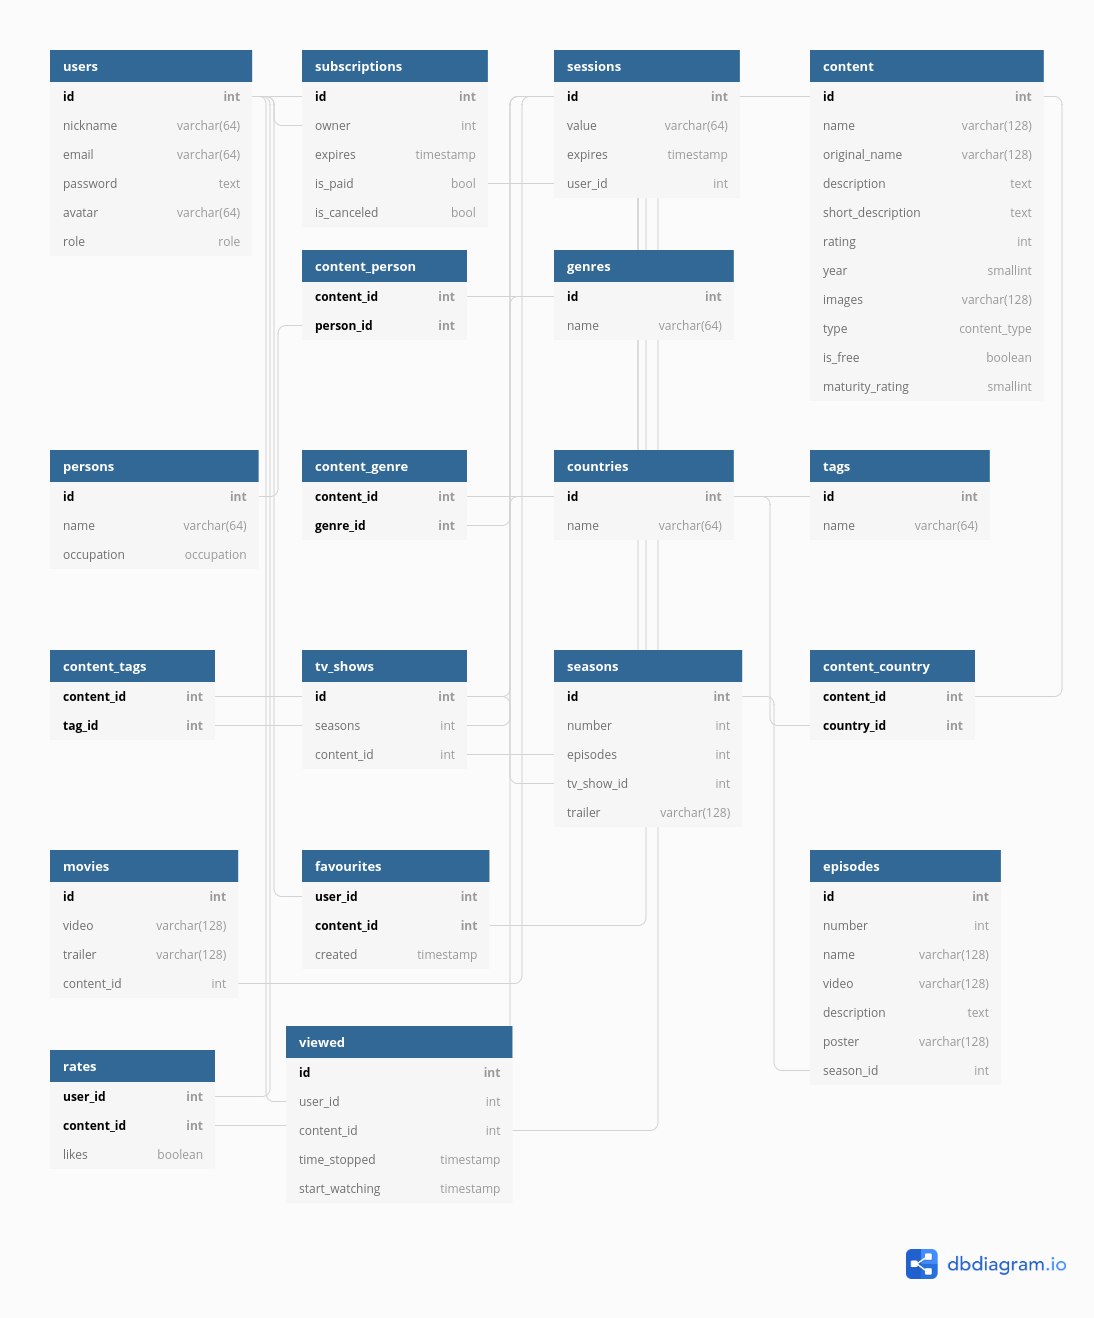 users
id int
nickname varchar(64)
email varchar(64)
password text
avatar varchar(64)
role role
subscriptions
id int
owner int
expires timestamp
is_paid bool
is_canceled bool
sessions
id int
value varchar(64)
expires timestamp
user_id int
content
id int
name varchar(128)
original_name varchar(128)
description text
short_description text
rating int
year smallint
images varchar(128)
type content_type
is_free boolean
maturity_rating smallint
content_person
content_id int
person_id int
genres
id int
name varchar(64)
persons
id int
name varchar(64)
occupation occupation
content_genre
content_id int
genre_id int
countries
id int
name varchar(64)
tags
id int
name varchar(64)
content_tags
content_id int
tag_id int
tv_shows
id int
seasons int
content_id int
seasons
id int
number int
episodes int
tv_show_id int
trailer varchar(128)
content_country
content_id int
country_id int
movies
id int
video varchar(128)
trailer varchar(128)
content_id int
favourites
user_id int
content_id int
created timestamp
episodes
id int
number int
name varchar(128)
video varchar(128)
description text
poster varchar(128)
season_id int
rates
user_id int
content_id int
likes boolean
viewed
id int
user_id int
content_id int
time_stopped timestamp
start_watching timestamp
dbdiagram.io